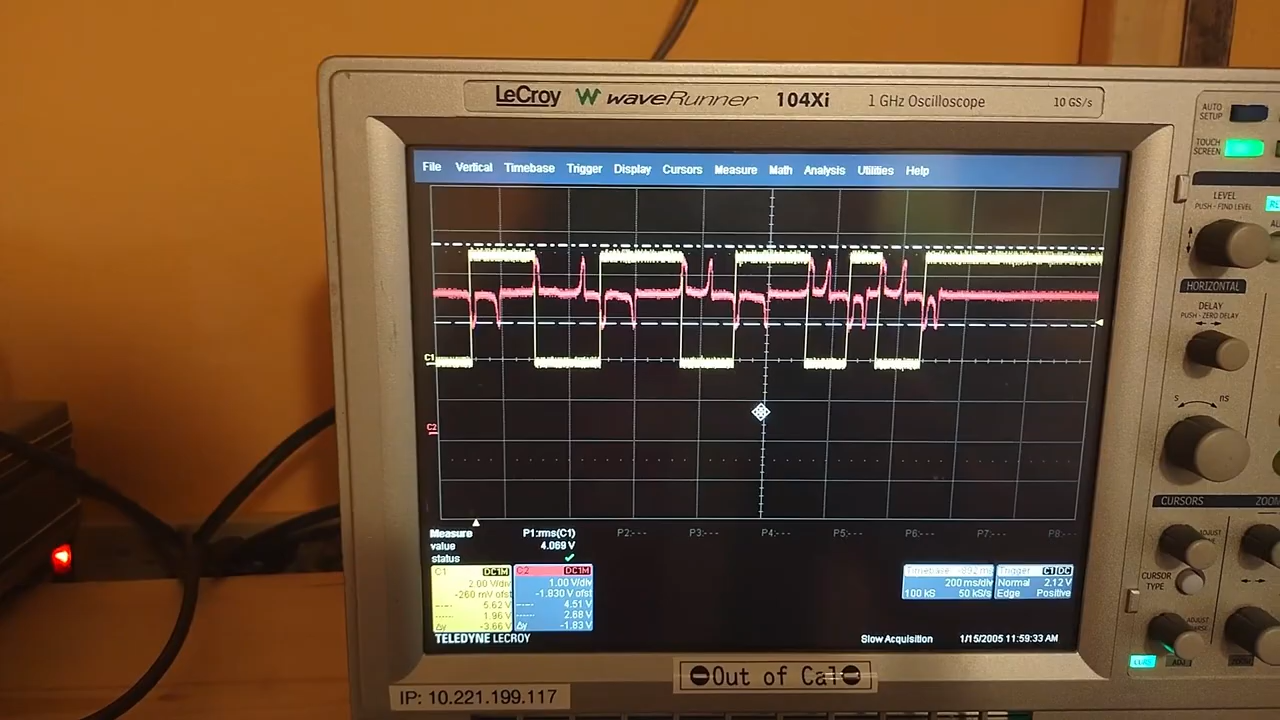 LeCroy waveRunner 104Xi 1 GHz Oscilloscope 10 GS/s
AUTO SETUP
TOUCH SCREEN
File Vertical Timebase Trigger Display Cursors Measure Math Analysis Utilities Help
LEVEL
PUSH - FIND LEVEL
HORIZONTAL
DELAY
PUSH - ZERO DELAY
S ns
C1
C2
CURSORS
Measure P1:rms(C1) P2:--- P3:--- P4:--- P5:--- P6:--- P7:--- P8:---
value 4.069 V
status
C1 DC1M
2.00 V/div
-260 mV ofst
5.62 V
1.96 V
Δy -3.66 V
C2 DC1M
1.00 V/div
-1.830 V ofst
4.51 V
2.68 V
Δy -1.83 V
Timebase -892 ms
200 ms/div
100 kS 50 kS/s
Trigger C1 DC
Normal 2.12 V
Edge Positive
CURSOR TYPE
TELEDYNE LECROY Slow Acquisition 1/15/2005 11:59:33 AM
Out of Cal
IP: 10.221.199.117